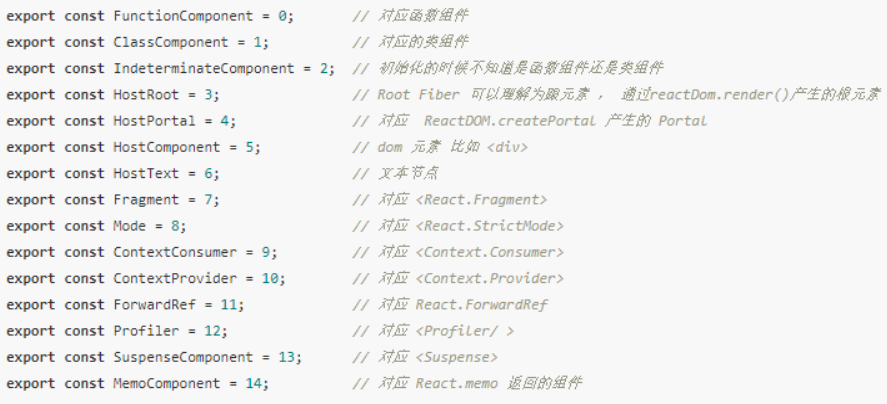 export const FunctionComponent = 0;       // 对应函数组件
export const ClassComponent = 1;          // 对应的类组件
export const IndeterminateComponent = 2;  // 初始化的时候不知道是函数组件还是类组件
export const HostRoot = 3;                // Root Fiber 可以理解为跟元素 ， 通过reactDom.render()产生的根元素
export const HostPortal = 4;              // 对应  ReactDOM.createPortal 产生的 Portal
export const HostComponent = 5;           // dom 元素 比如 <div>
export const HostText = 6;                // 文本节点
export const Fragment = 7;                // 对应 <React.Fragment>
export const Mode = 8;                    // 对应 <React.StrictMode>
export const ContextConsumer = 9;         // 对应 <Context.Consumer>
export const ContextProvider = 10;        // 对应 <Context.Provider>
export const ForwardRef = 11;             // 对应 React.ForwardRef
export const Profiler = 12;               // 对应 <Profiler/ >
export const SuspenseComponent = 13;      // 对应 <Suspense>
export const MemoComponent = 14;          // 对应 React.memo 返回的组件